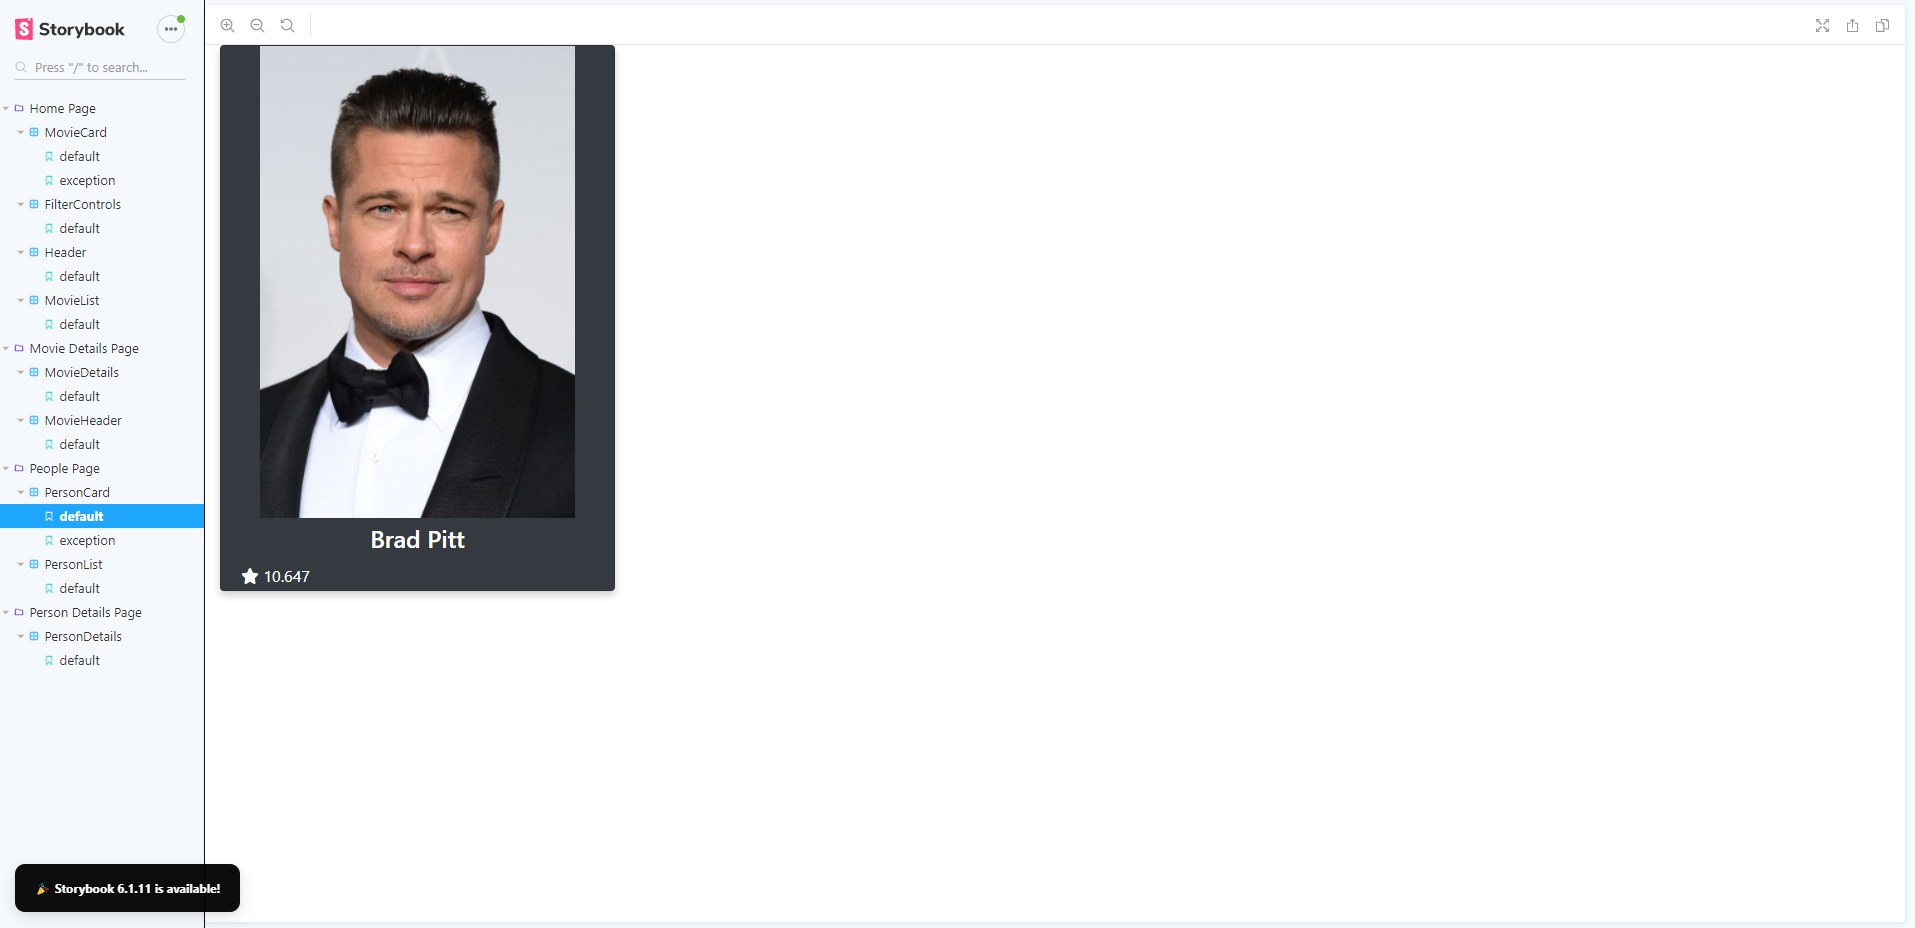 Storybook
Press "/" to search...
Home Page
MovieCard
default
exception
FilterControls
default
Header
default
MovieList
default
Movie Details Page
MovieDetails
default
MovieHeader
default
People Page
PersonCard
default
exception
PersonList
default
Person Details Page
PersonDetails
default
Storybook 6.1.11 is available!
Brad Pitt
10.647